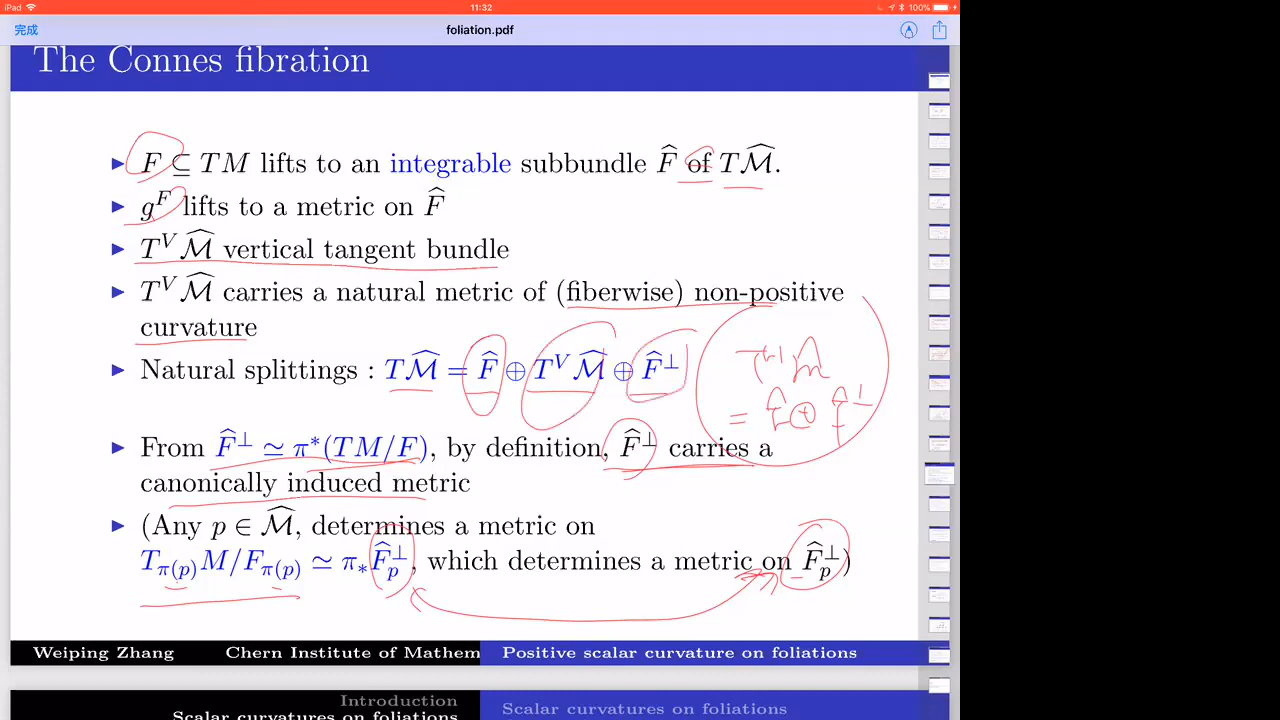 iPad 11:32 100%
完成 foliation.pdf
The Connes fibration
F ⊆ TM lifts to an integrable subbundle F̂ of TM̂.
g^F lifts to a metric on F̂
T^V M̂ vertical tangent bundle
T^V M̂ carries a natural metric of (fiberwise) non-positive
curvature
Natural splittings : TM̂ = F̂ ⊕ T^V M̂ ⊕ F̂^⊥
T^H M̂
= F̂ ⊕ F̂^⊥
From F̂^⊥ ≃ π*(TM/F), by definition, F̂^⊥ carries a
canonically induced metric
(Any p ∈ M̂, determines a metric on
T_π(p)M/F_π(p) ≃ π_*F̂_p^⊥, which determines a metric on F̂_p^⊥)
Weiping Zhang Chern Institute of Mathem Positive scalar curvature on foliations
Introduction
Scalar curvatures on foliations Scalar curvatures on foliations